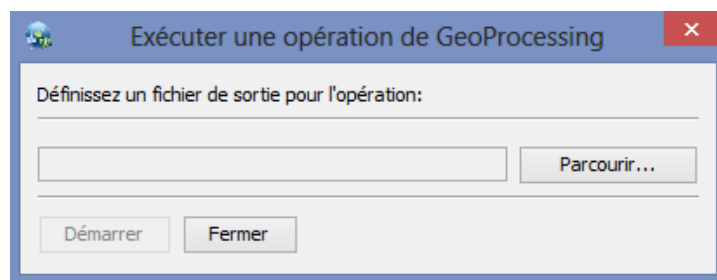 Exécuter une opération de GeoProcessing
Définissez un fichier de sortie pour l'opération:
Parcourir...
Démarrer Fermer